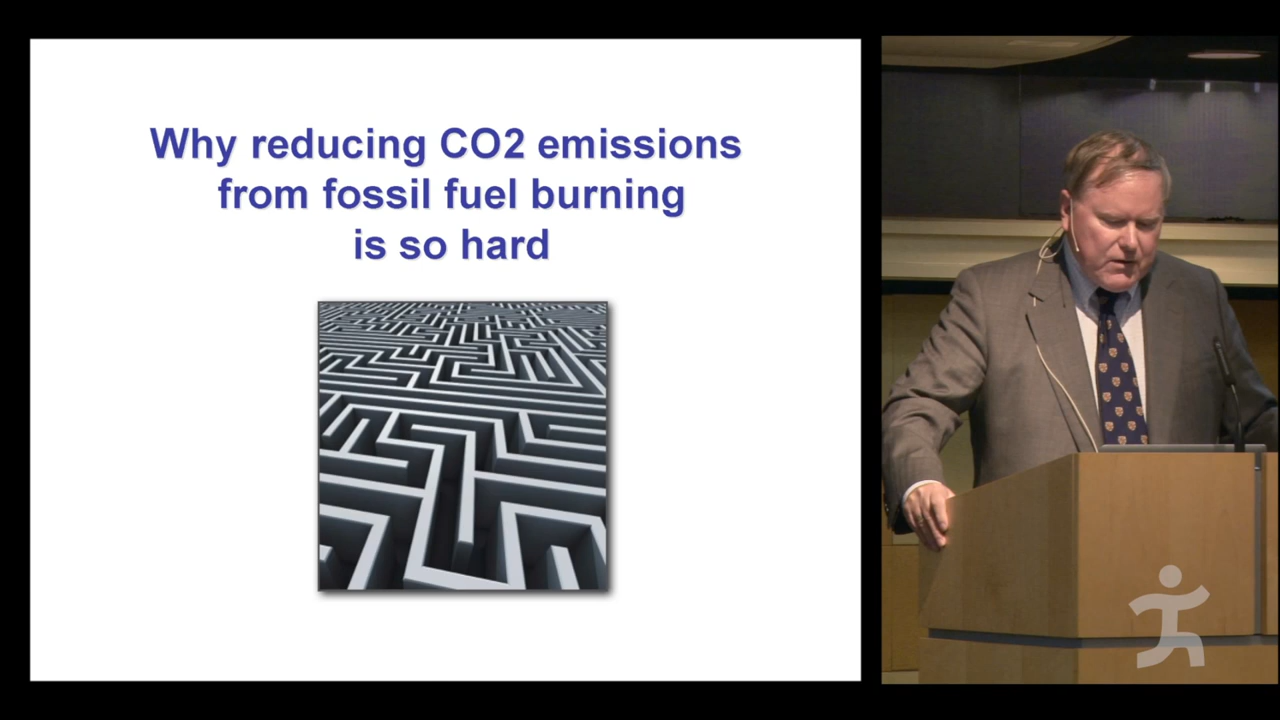 Why reducing CO2 emissions
from fossil fuel burning
is so hard